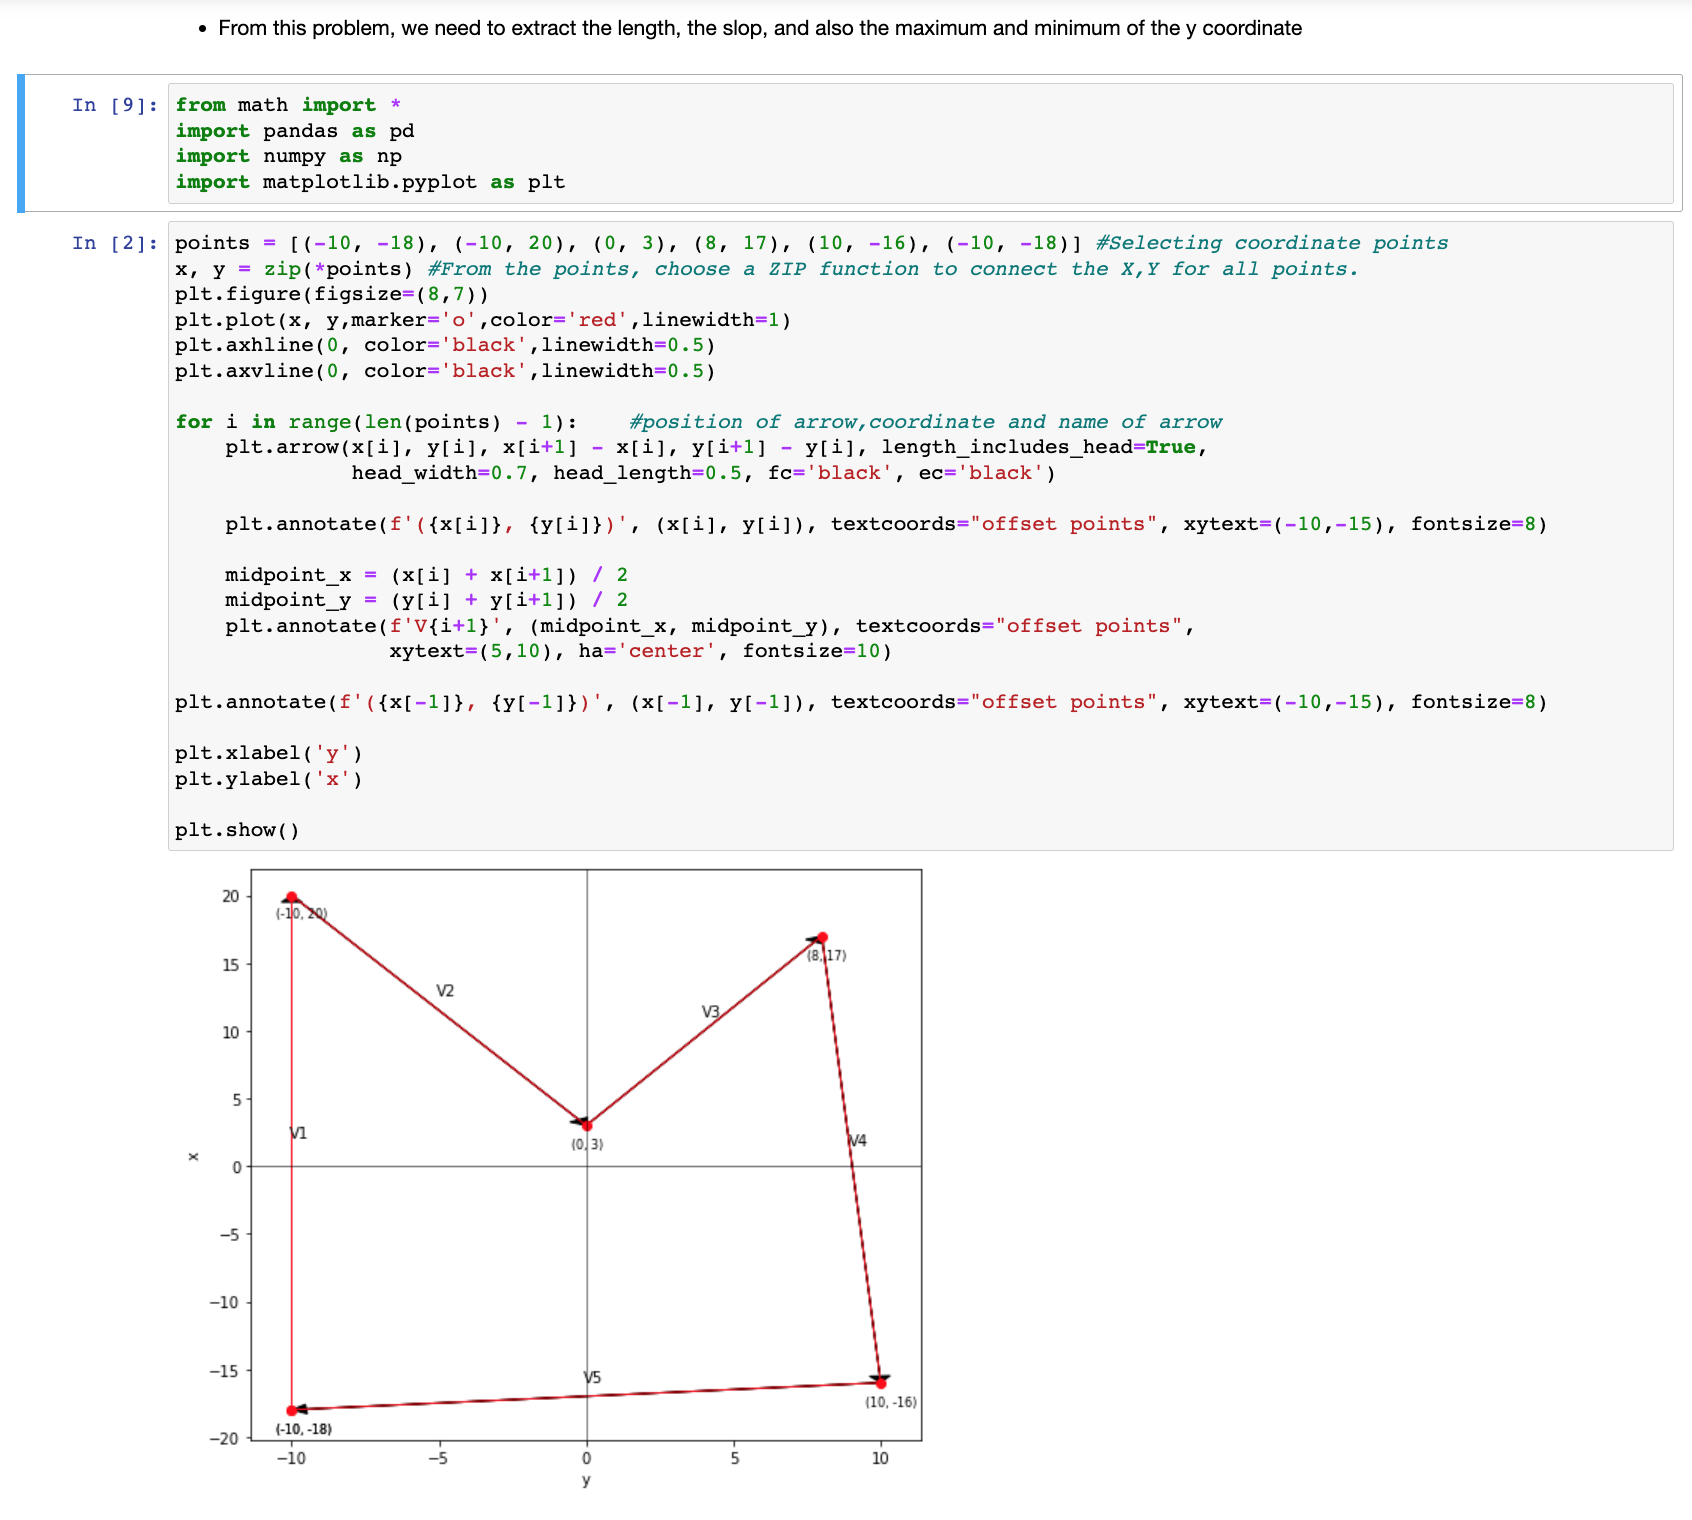 • From this problem, we need to extract the length, the slop, and also the maximum and minimum of the y coordinate
In [9]: from math import *
import pandas as pd
import numpy as np
import matplotlib.pyplot as plt
In [2]: points = [(-10, -18), (-10, 20), (0, 3), (8, 17), (10, -16), (-10, -18)] #Selecting coordinate points
x, y = zip(*points) #From the points, choose a ZIP function to connect the X,Y for all points.
plt.figure(figsize=(8,7))
plt.plot(x, y,marker='o',color='red',linewidth=1)
plt.axhline(0, color='black',linewidth=0.5)
plt.axvline(0, color='black',linewidth=0.5)
for i in range(len(points) - 1):    #position of arrow,coordinate and name of arrow
    plt.arrow(x[i], y[i], x[i+1] - x[i], y[i+1] - y[i], length_includes_head=True,
              head_width=0.7, head_length=0.5, fc='black', ec='black')
    plt.annotate(f'({x[i]}, {y[i]})', (x[i], y[i]), textcoords="offset points", xytext=(-10,-15), fontsize=8)
    midpoint_x = (x[i] + x[i+1]) / 2
    midpoint_y = (y[i] + y[i+1]) / 2
    plt.annotate(f'V{i+1}', (midpoint_x, midpoint_y), textcoords="offset points",
                 xytext=(5,10), ha='center', fontsize=10)
plt.annotate(f'({x[-1]}, {y[-1]})', (x[-1], y[-1]), textcoords="offset points", xytext=(-10,-15), fontsize=8)
plt.xlabel('y')
plt.ylabel('x')
plt.show()
20
(-10, 20)
(8, 17)
15
V2
V3
10
5
V1
(0, 3)
V4
x
0
−5
−10
−15
V5
(10, -16)
(-10, -18)
−20
−10
−5
0
5
10
y